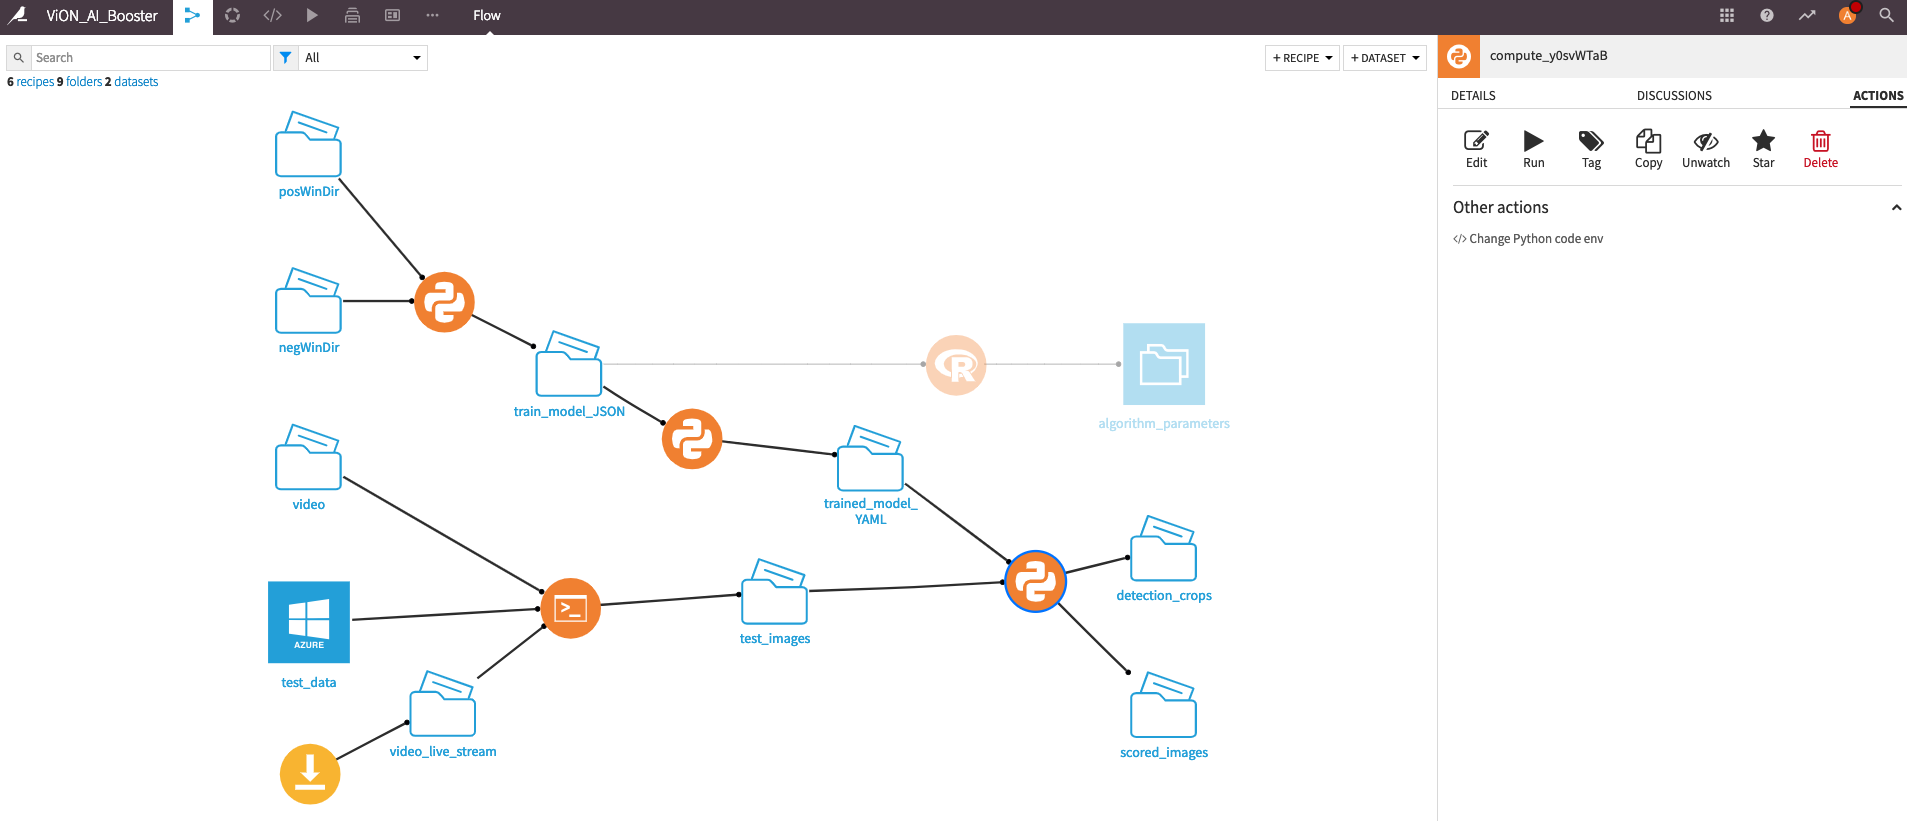 ViON_AI_Booster
Flow
A
Search
All
+ RECIPE
+ DATASET
6 recipes 9 folders 2 datasets
compute_y0svWTaB
DETAILS
DISCUSSIONS
ACTIONS
Edit
Run
Tag
Copy
Unwatch
Star
Delete
Other actions
</> Change Python code env
posWinDir
negWinDir
train_model_JSON
R
algorithm_parameters
video
trained_model_
YAML
>_
AZURE
test_data
test_images
detection_crops
video_live_stream
scored_images